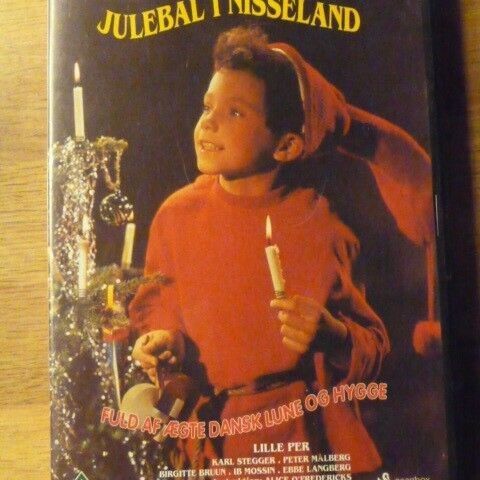 JULEBAL I NISSELAND
FULD AF ÆGTE DANSK LUNE OG HYGGE
LILLE PER
KARL STEGGER . PETER MALBERG
BIRGITTE BRUUN . IB MOSSIN . EBBE LANGBERG
ALICE O'FREDERICKS